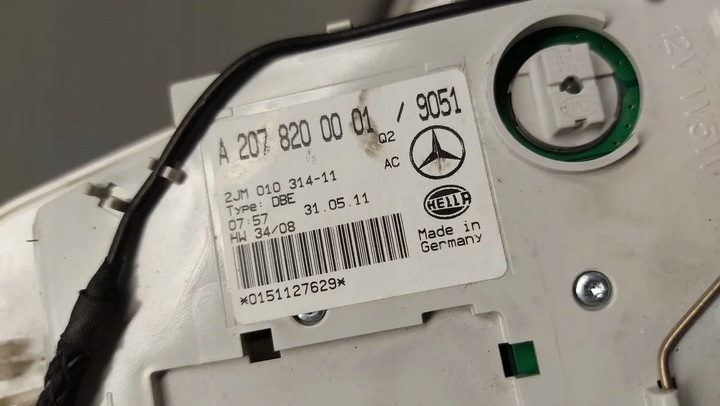 A 207 820 00 01 / 9051
Q2
AC
2JM 010 314-11
Type: DBE
07:57 31.05.11
HW 34/08
HELLA
Made in
Germany
*0151127629*